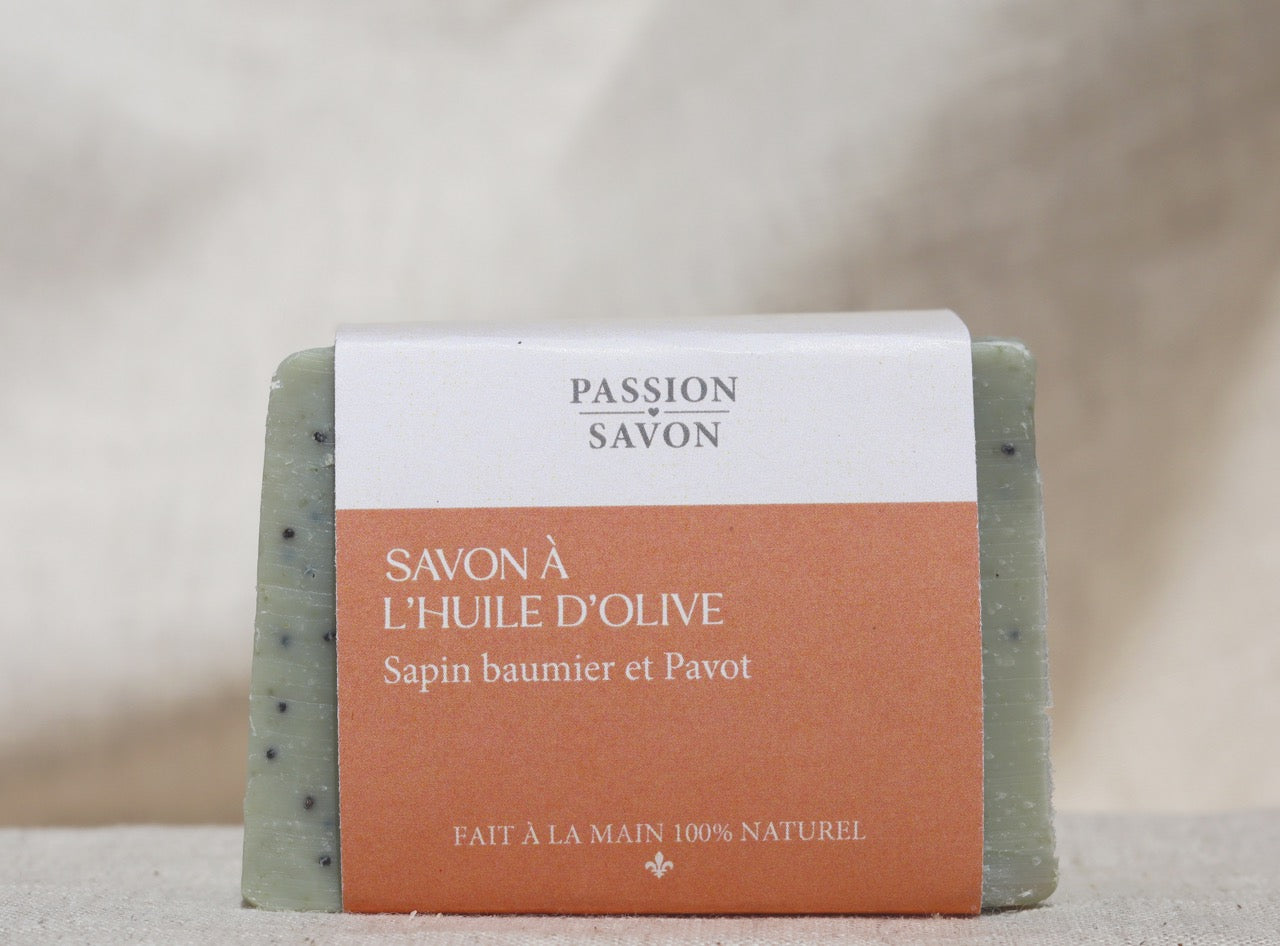 PASSION
SAVON
SAVON À
L'HUILE D'OLIVE
Sapin baumier et Pavot
FAIT À LA MAIN 100% NATUREL